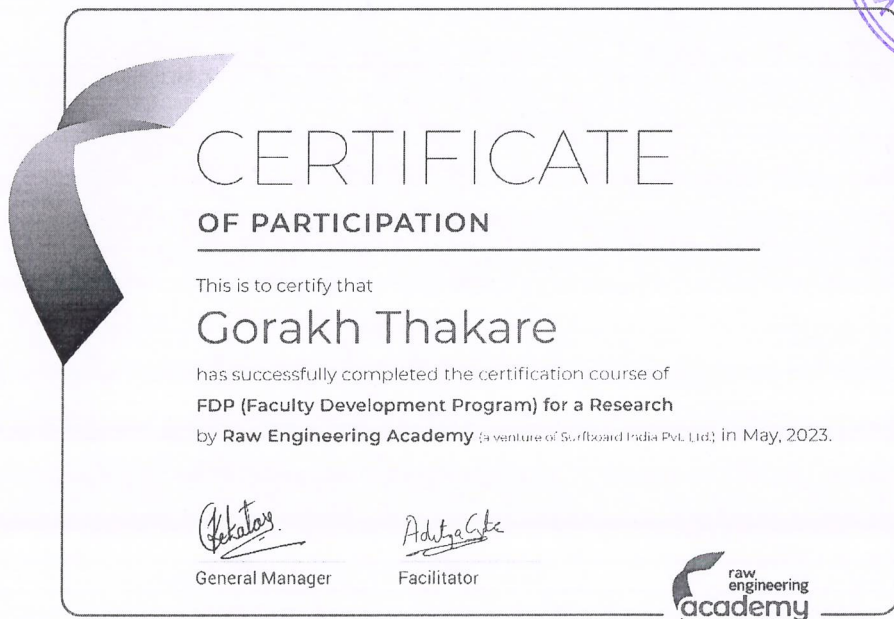 CERTIFICATE
OF PARTICIPATION
This is to certify that
Gorakh Thakare
has successfully completed the certification course of
FDP (Faculty Development Program) for a Research
by Raw Engineering Academy (a venture of Surfboard India Pvt. Ltd.) in May, 2023.
General Manager
Facilitator
raw
engineering
academy